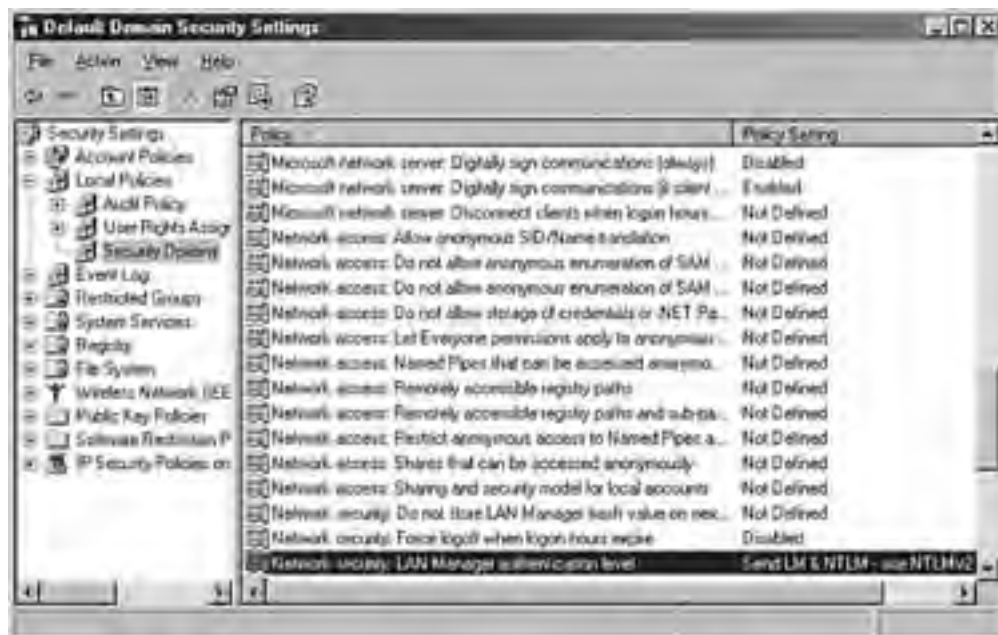 Default Domain Security Settings
File Action View Help
Security Settings
Account Policies
Local Policies
Audit Policy
User Rights Assigr
Security Options
Event Log
Restricted Groups
System Services
Registry
File System
Wireless Network (IEE
Public Key Policies
Software Restriction P
IP Security Policies on
Policy Policy Setting
Microsoft network server: Digitally sign communications (always) Disabled
Microsoft network server: Digitally sign communications (if client ... Enabled
Microsoft network server: Disconnect clients when logon hours... Not Defined
Network access: Allow anonymous SID/Name translation Not Defined
Network access: Do not allow anonymous enumeration of SAM ... Not Defined
Network access: Do not allow anonymous enumeration of SAM ... Not Defined
Network access: Do not allow storage of credentials or .NET Pa... Not Defined
Network access: Let Everyone permissions apply to anonymous ... Not Defined
Network access: Named Pipes that can be accessed anonymo... Not Defined
Network access: Remotely accessible registry paths Not Defined
Network access: Remotely accessible registry paths and sub-pa... Not Defined
Network access: Restrict anonymous access to Named Pipes a... Not Defined
Network access: Shares that can be accessed anonymously Not Defined
Network access: Sharing and security model for local accounts Not Defined
Network security: Do not store LAN Manager hash value on nex... Not Defined
Network security: Force logoff when logon hours expire Disabled
Network security: LAN Manager authentication level Send LM & NTLM - use NTLMv2